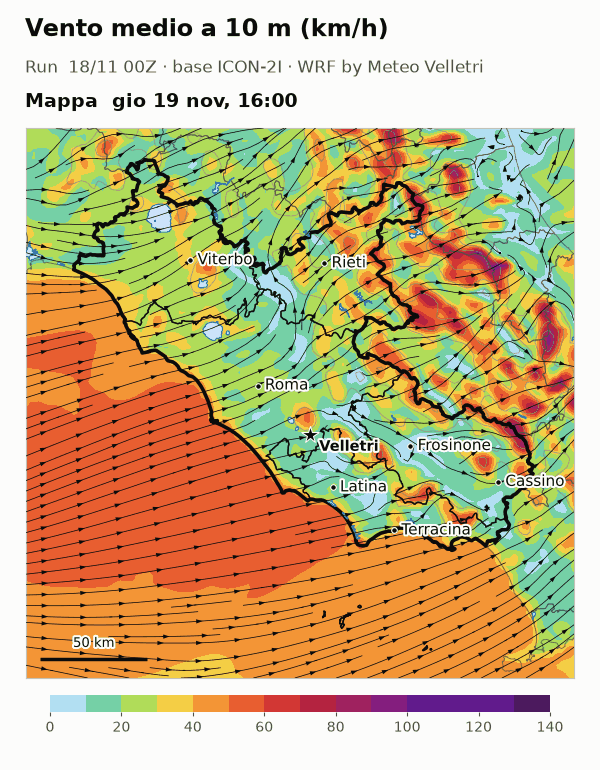 Vento medio a 10 m (km/h)
Run  18/11 00Z · base ICON-2I · WRF by Meteo Velletri
Mappa  gio 19 nov, 16:00
Viterbo
Rieti
Roma
Velletri
Frosinone
Latina
Cassino
Terracina
50 km
0 20 40 60 80 100 120 140